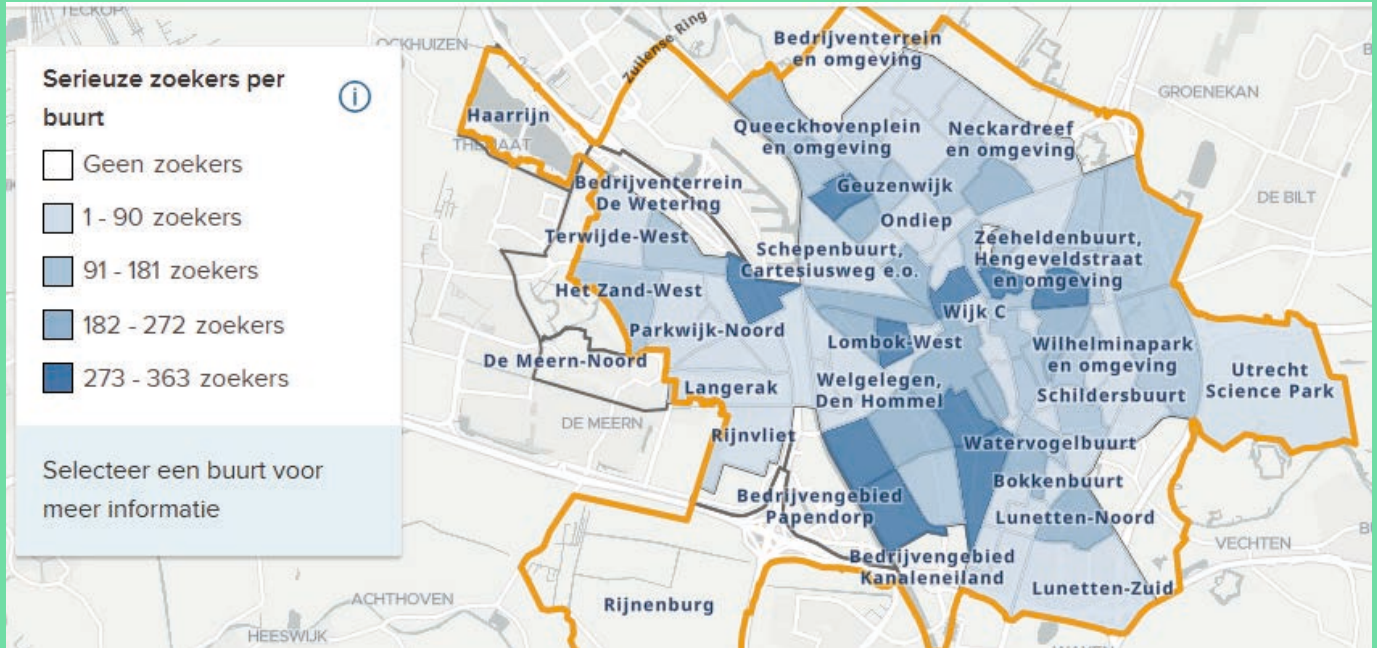 TECKOP
OCKHUIZEN
Zuilense Ring
Bedrijventerrein
en omgeving
Serieuze zoekers per
buurt
Geen zoekers
1 - 90 zoekers
91 - 181 zoekers
182 - 272 zoekers
273 - 363 zoekers
Selecteer een buurt voor
meer informatie
GROENEKAN
Haarrijn
Queeckhovenplein
en omgeving
Neckardreef
en omgeving
Bedrijventerrein
De Wetering
Geuzenwijk
DE BILT
Ondiep
Terwijde-West
Schepenbuurt,
Cartesiusweg e.o.
Zeeheldenbuurt,
Hengeveldstraat
en omgeving
Het Zand-West
Wijk C
Parkwijk-Noord
Lombok-West
Wilhelminapark
en omgeving
De Meern-Noord
Utrecht
Science Park
Langerak
Welgelegen,
Den Hommel
Schildersbuurt
DE MEERN
Rijnvliet
Watervogelbuurt
Bokkenbuurt
Bedrijvengebied
Papendorp
Lunetten-Noord
VECHTEN
Bedrijvengebied
Kanaleneiland
Lunetten-Zuid
ACHTHOVEN
Rijnenburg
HEESWIJK